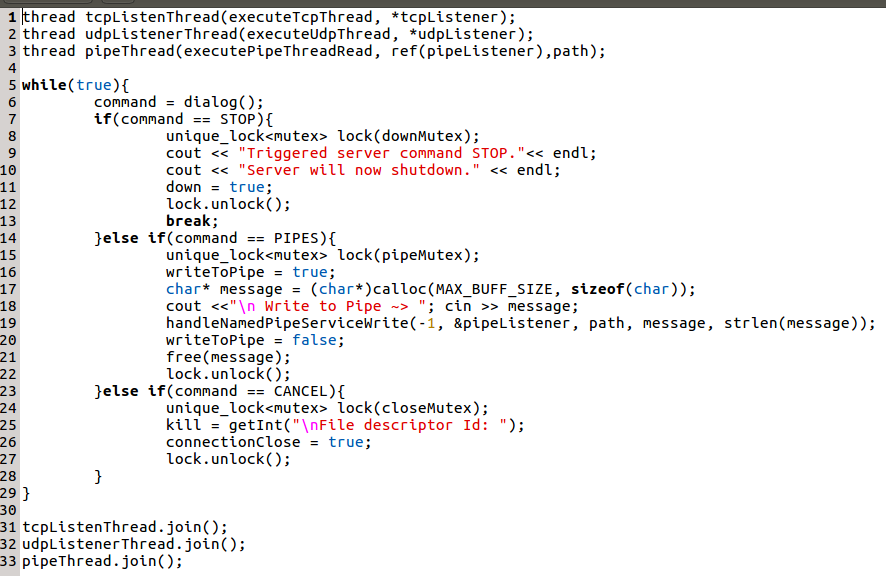 1 thread tcpListenThread(executeTcpThread, *tcpListener);
2 thread udpListenerThread(executeUdpThread, *udpListener);
3 thread pipeThread(executePipeThreadRead, ref(pipeListener),path);
4
5 while(true){
6         command = dialog();
7         if(command == STOP){
8                 unique_lock<mutex> lock(downMutex);
9                 cout << "Triggered server command STOP."<< endl;
10                 cout << "Server will now shutdown." << endl;
11                 down = true;
12                 lock.unlock();
13                 break;
14         }else if(command == PIPES){
15                 unique_lock<mutex> lock(pipeMutex);
16                 writeToPipe = true;
17                 char* message = (char*)calloc(MAX_BUFF_SIZE, sizeof(char));
18                 cout <<"\n Write to Pipe ~> "; cin >> message;
19                 handleNamedPipeServiceWrite(-1, &pipeListener, path, message, strlen(message));
20                 writeToPipe = false;
21                 free(message);
22                 lock.unlock();
23         }else if(command == CANCEL){
24                 unique_lock<mutex> lock(closeMutex);
25                 kill = getInt("\nFile descriptor Id: ");
26                 connectionClose = true;
27                 lock.unlock();
28         }
29 }
30
31 tcpListenThread.join();
32 udpListenerThread.join();
33 pipeThread.join();